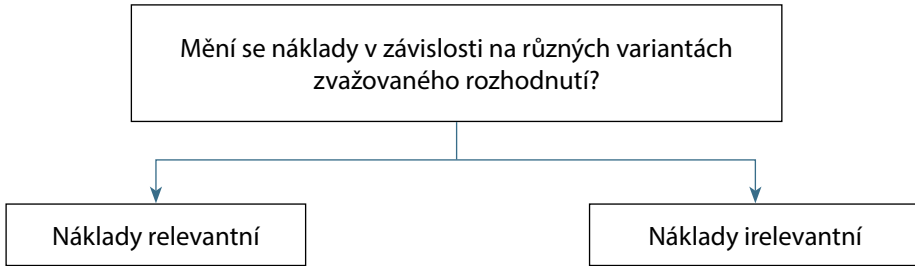 Mění se náklady v závislosti na různých variantách
zvažovaného rozhodnutí?
Náklady relevantní
Náklady irelevantní